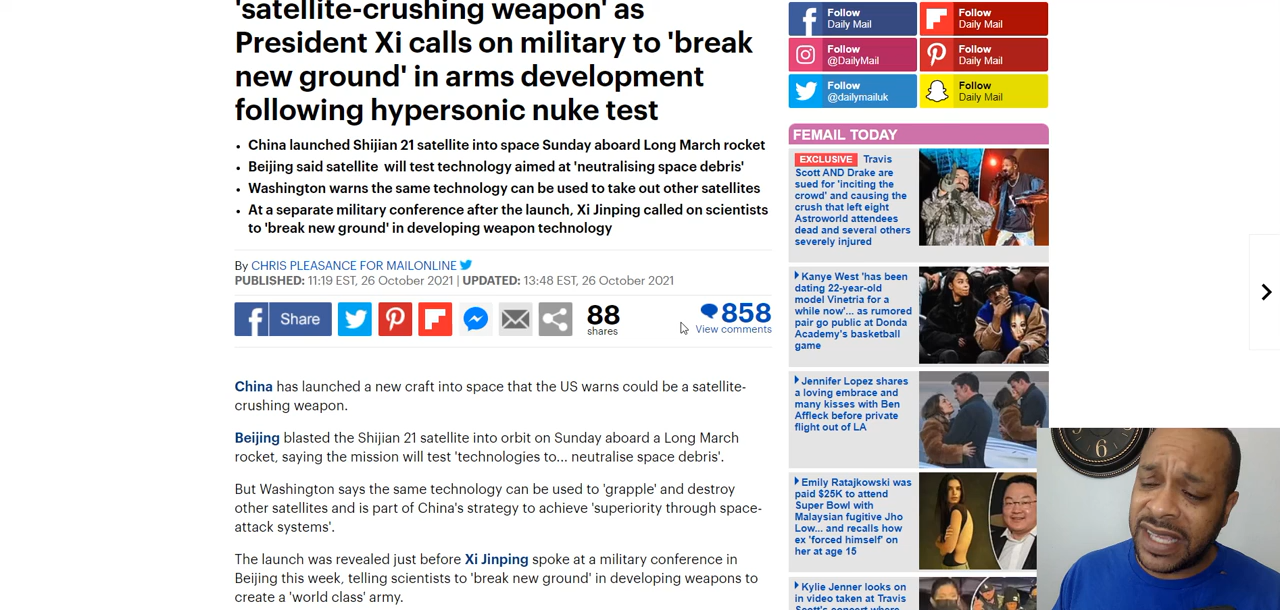 'satellite-crushing weapon' as
President Xi calls on military to 'break
new ground' in arms development
following hypersonic nuke test
• China launched Shijian 21 satellite into space Sunday aboard Long March rocket
• Beijing said satellite will test technology aimed at 'neutralising space debris'
• Washington warns the same technology can be used to take out other satellites
• At a separate military conference after the launch, Xi Jinping called on scientists
to 'break new ground' in developing weapon technology
By CHRIS PLEASANCE FOR MAILONLINE
PUBLISHED: 11:19 EST, 26 October 2021 | UPDATED: 13:48 EST, 26 October 2021
Share
88
shares
858
View comments
China has launched a new craft into space that the US warns could be a satellite-
crushing weapon.
Beijing blasted the Shijian 21 satellite into orbit on Sunday aboard a Long March
rocket, saying the mission will test 'technologies to... neutralise space debris'.
But Washington says the same technology can be used to 'grapple' and destroy
other satellites and is part of China's strategy to achieve 'superiority through space-
attack systems'.
The launch was revealed just before Xi Jinping spoke at a military conference in
Beijing this week, telling scientists to 'break new ground' in developing weapons to
create a 'world class' army.
Follow
Daily Mail
Follow
Daily Mail
Follow
@DailyMail
Follow
Daily Mail
Follow
@dailymailuk
Follow
Daily Mail
FEMAIL TODAY
EXCLUSIVE Travis
Scott AND Drake are
sued for 'inciting the
crowd' and causing the
crush that left eight
Astroworld attendees
dead and several others
severely injured
Kanye West 'has been
dating 22-year-old
model Vinetria for a
while now'... as rumored
pair go public at Donda
Academy's basketball
game
Jennifer Lopez shares
a loving embrace and
many kisses with Ben
Affleck before private
flight out of LA
Emily Ratajkowski was
paid $25K to attend
Super Bowl with
Malaysian fugitive Jho
Low... and recalls how
ex 'forced himself' on
her at age 15
Kylie Jenner looks on
in video taken at Travis
Scott's concert where
6